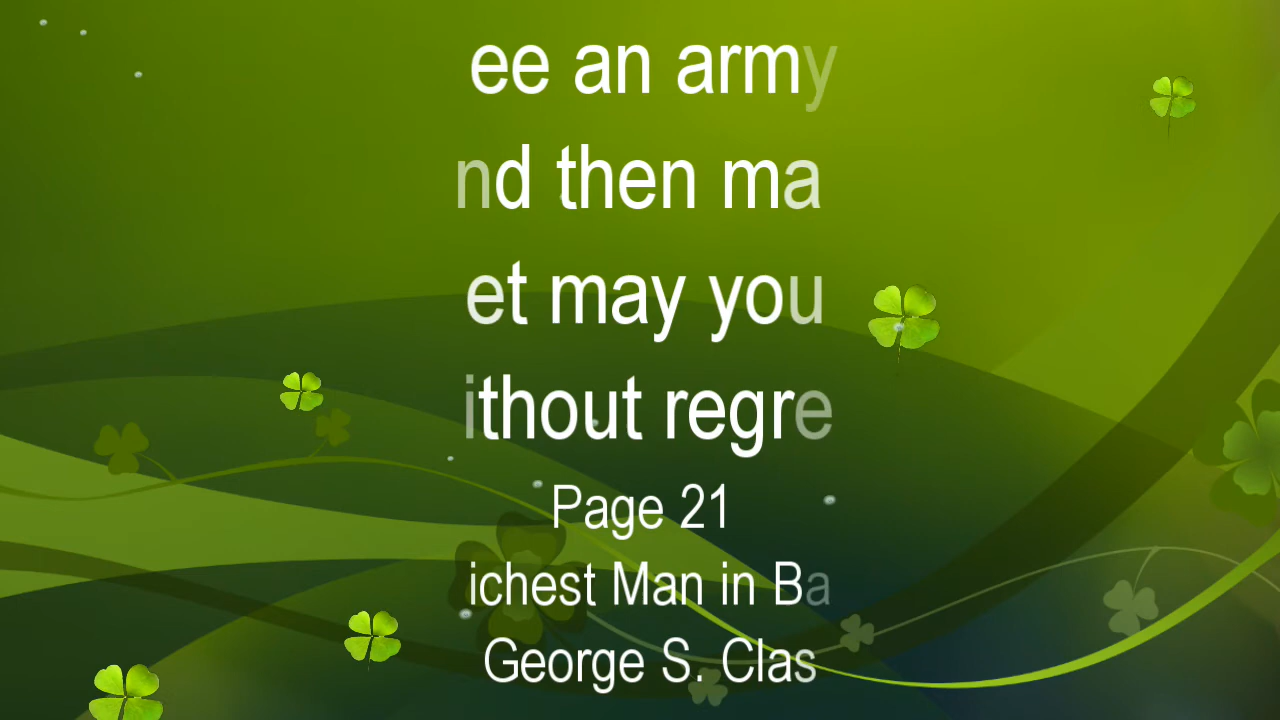 ee an army
nd then ma
et may you
ithout regre
Page 21
ichest Man in Ba
George S. Clas